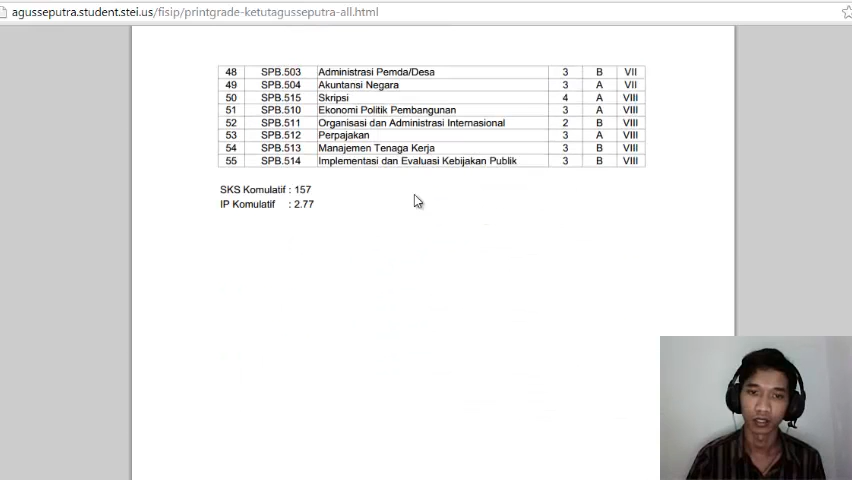 agusseputra.student.stei.us/fisip/printgrade-ketutagusseputra-all.html
48 SPB.503 Administrasi Pemda/Desa 3 B VII
49 SPB.504 Akuntansi Negara 3 A VII
50 SPB.515 Skripsi 4 A VIII
51 SPB.510 Ekonomi Politik Pembangunan 3 A VIII
52 SPB.511 Organisasi dan Administrasi Internasional 2 B VIII
53 SPB.512 Perpajakan 3 A VIII
54 SPB.513 Manajemen Tenaga Kerja 3 B VIII
55 SPB.514 Implementasi dan Evaluasi Kebijakan Publik 3 B VIII
SKS Komulatif : 157
IP Komulatif : 2.77